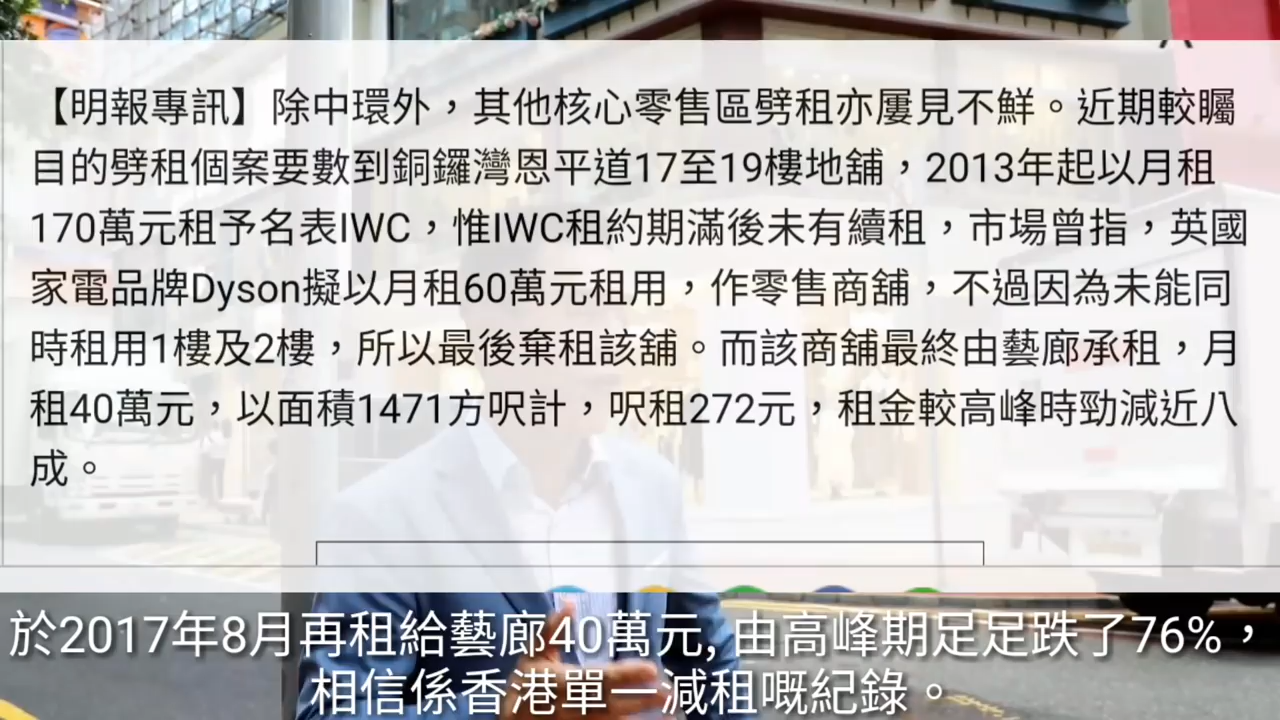 【明報專訊】除中環外，其他核心零售區劈租亦屢見不鮮。近期較矚
目的劈租個案要數到銅鑼灣恩平道17至19樓地舖，2013年起以月租
170萬元租予名表IWC，惟IWC租約期滿後未有續租，市場曾指，英國
家電品牌Dyson擬以月租60萬元租用，作零售商舖，不過因為未能同
時租用1樓及2樓，所以最後棄租該舖。而該商舖最終由藝廊承租，月
租40萬元，以面積1471方呎計，呎租272元，租金較高峰時勁減近八
成。
於2017年8月再租給藝廊40萬元, 由高峰期足足跌了76%，
相信係香港單一減租嘅紀錄。